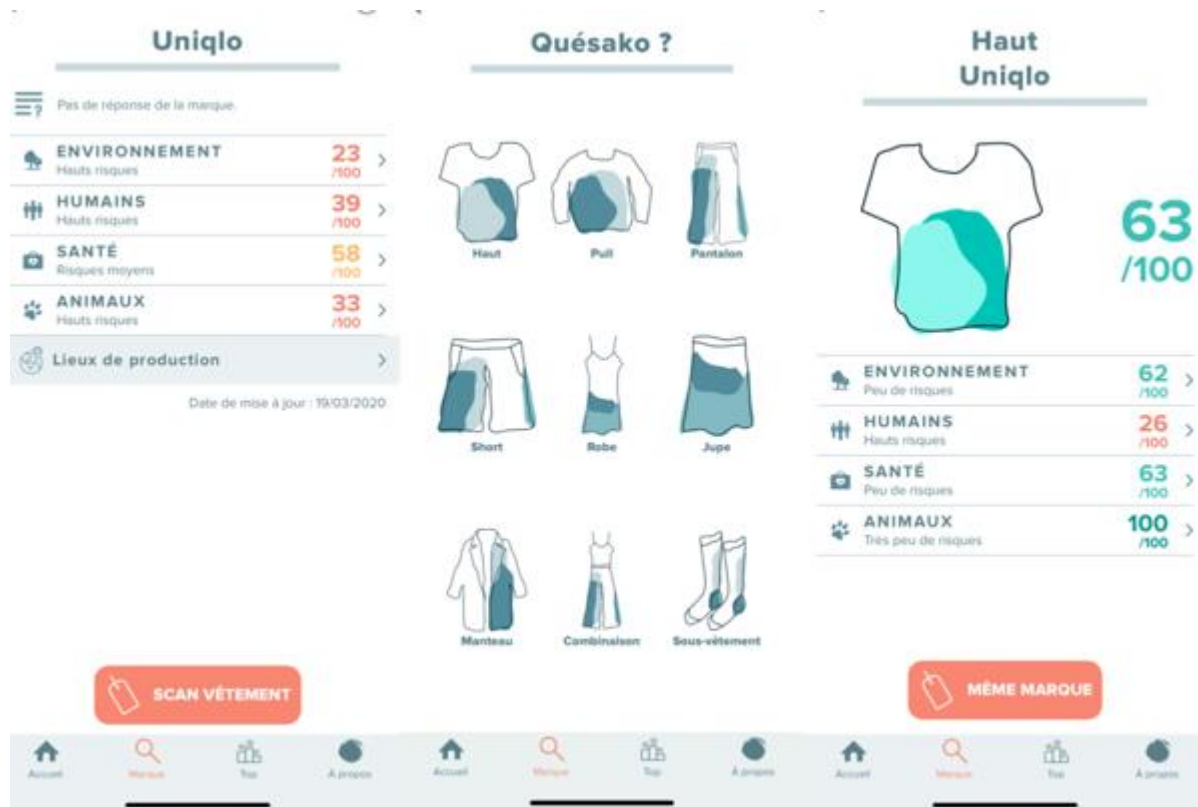 Uniqlo
Pas de réponse de la marque.
ENVIRONNEMENT
Hauts risques
23
/100
HUMAINS
Hauts risques
39
/100
SANTÉ
Risques moyens
58
/100
ANIMAUX
Hauts risques
33
/100
Lieux de production
Date de mise à jour : 19/03/2020
SCAN VÉTEMENT
Accueil
Marque
Top
À propos
Quésako ?
Haut
Pull
Pantalon
Short
Robe
Jupe
Manteau
Combinaison
Sous-vêtement
Accueil
Marque
Top
À propos
Haut
Uniqlo
63
/100
ENVIRONNEMENT
Peu de risques
62
/100
HUMAINS
Hauts risques
26
/100
SANTÉ
Peu de risques
63
/100
ANIMAUX
Très peu de risques
100
/100
MÊME MARQUE
Accueil
Marque
Top
À propos